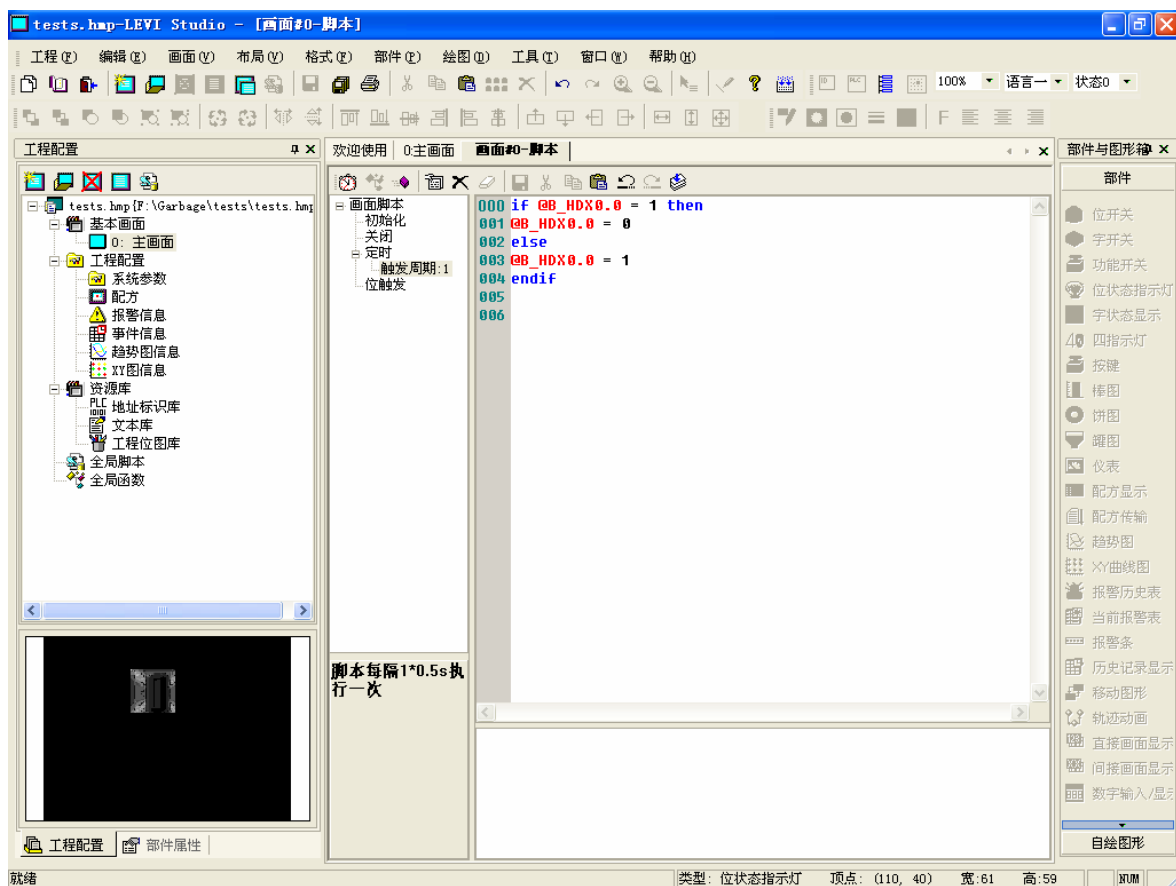 tests.hmp-LEVI Studio - [画面#0-脚本]
工程(P) 编辑(E) 画面(V) 布局(V) 格式(P) 部件(P) 绘图(D) 工具(T) 窗口(W) 帮助(H)
100% 语言一 状态0
工程配置
欢迎使用 0:主画面 画面#0-脚本
部件与图形箱
部件
tests.hmp{F:\Garbage\tests\tests.hmp
基本画面
0: 主画面
工程配置
系统参数
配方
报警信息
事件信息
趋势图信息
XY图信息
资源库
PLC 地址标识库
文本库
工程位图库
全局脚本
全局函数
画面脚本
初始化
关闭
定时
触发周期:1
位触发
脚本每隔1*0.5s执
行一次
000 if @B_HDX0.0 = 1 then
001 @B_HDX0.0 = 0
002 else
003 @B_HDX0.0 = 1
004 endif
005
006
位开关
字开关
功能开关
位状态指示灯
字状态显示
四指示灯
按键
棒图
饼图
罐图
仪表
配方显示
配方传输
趋势图
XY曲线图
报警历史表
当前报警表
报警条
历史记录显示
移动图形
轨迹动画
直接画面显示
间接画面显示
数字输入/显示
自绘图形
工程配置 部件属性
就绪
类型: 位状态指示灯 顶点: (110, 40) 宽:61 高:59 NUM